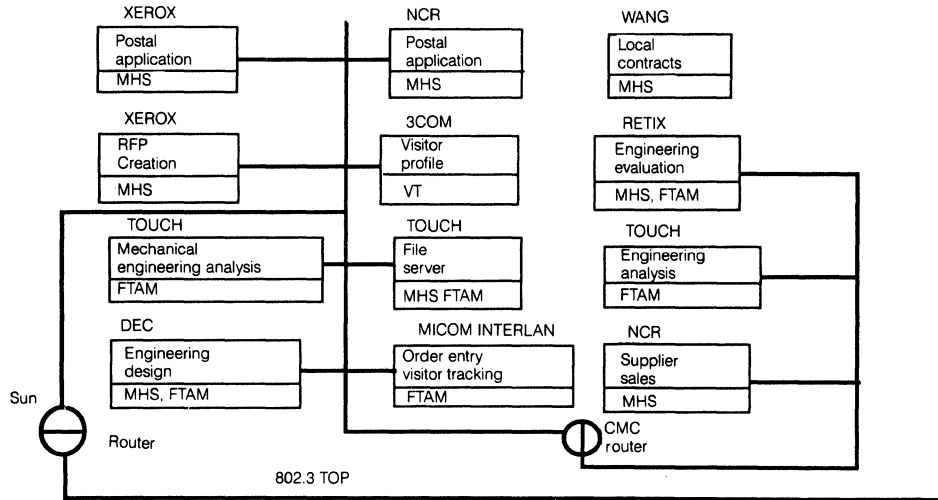 XEROX
Postal
application
MHS
NCR
Postal
application
MHS
WANG
Local
contracts
MHS
XEROX
RFP
Creation
MHS
3COM
Visitor
profile
VT
RETIX
Engineering
evaluation
MHS, FTAM
TOUCH
Mechanical
engineering analysis
FTAM
TOUCH
File
server
MHS FTAM
TOUCH
Engineering
analysis
FTAM
DEC
Engineering
design
MHS, FTAM
MICOM INTERLAN
Order entry
visitor tracking
FTAM
NCR
Supplier
sales
MHS
Sun
Router
CMC
router
802.3 TOP